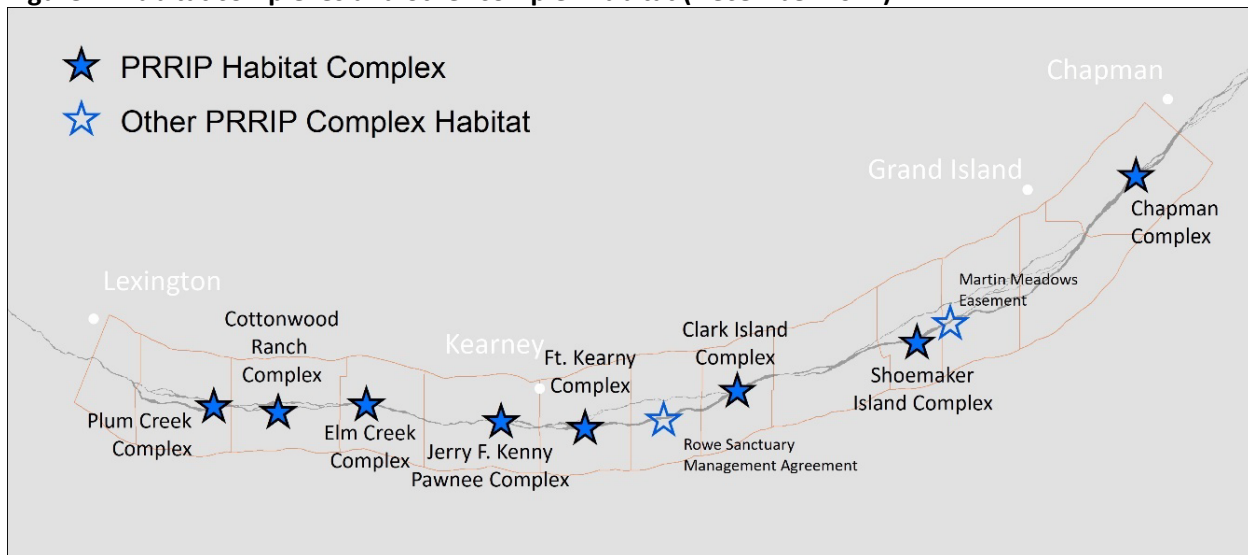 PRRIP Habitat Complex
Other PRRIP Complex Habitat
Chapman
Grand Island
Chapman
Complex
Lexington
Martin Meadows
Easement
Cottonwood
Ranch
Complex
Kearney
Ft. Kearny
Complex
Clark Island
Complex
Shoemaker
Island Complex
Plum Creek
Complex
Elm Creek
Complex
Jerry F. Kenny
Pawnee Complex
Rowe Sanctuary
Management Agreement